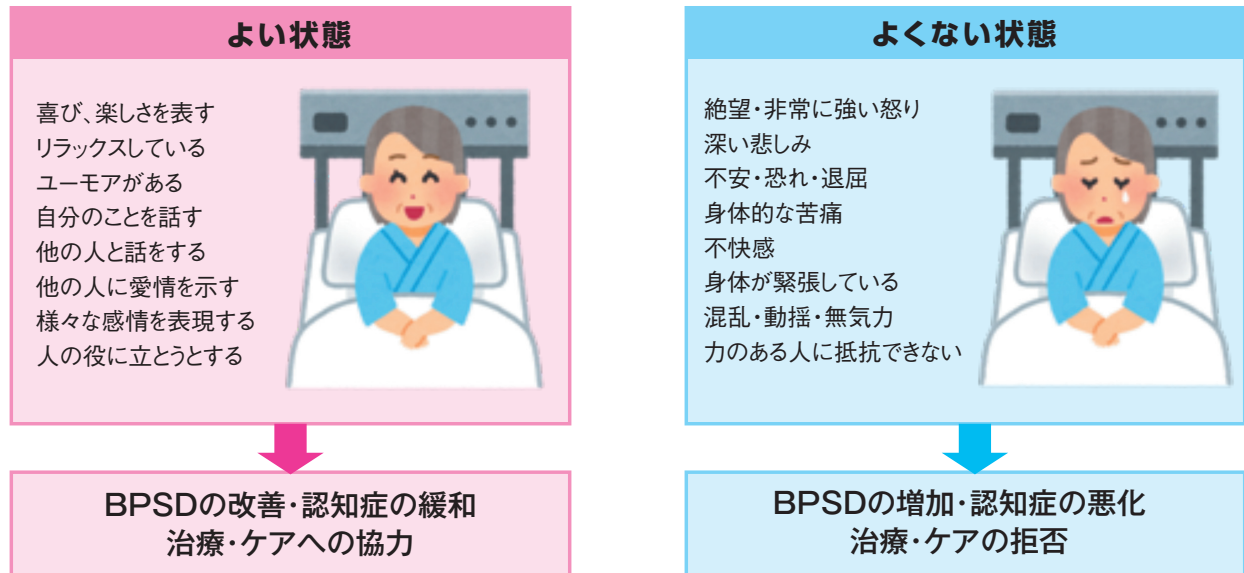 よい状態
喜び、楽しさを表す
リラックスしている
ユーモアがある
自分のことを話す
他の人と話をする
他の人に愛情を示す
様々な感情を表現する
人の役に立とうとする
BPSDの改善・認知症の緩和
治療・ケアへの協力
よくない状態
絶望・非常に強い怒り
深い悲しみ
不安・恐れ・退屈
身体的な苦痛
不快感
身体が緊張している
混乱・動揺・無気力
力のある人に抵抗できない
BPSDの増加・認知症の悪化
治療・ケアの拒否